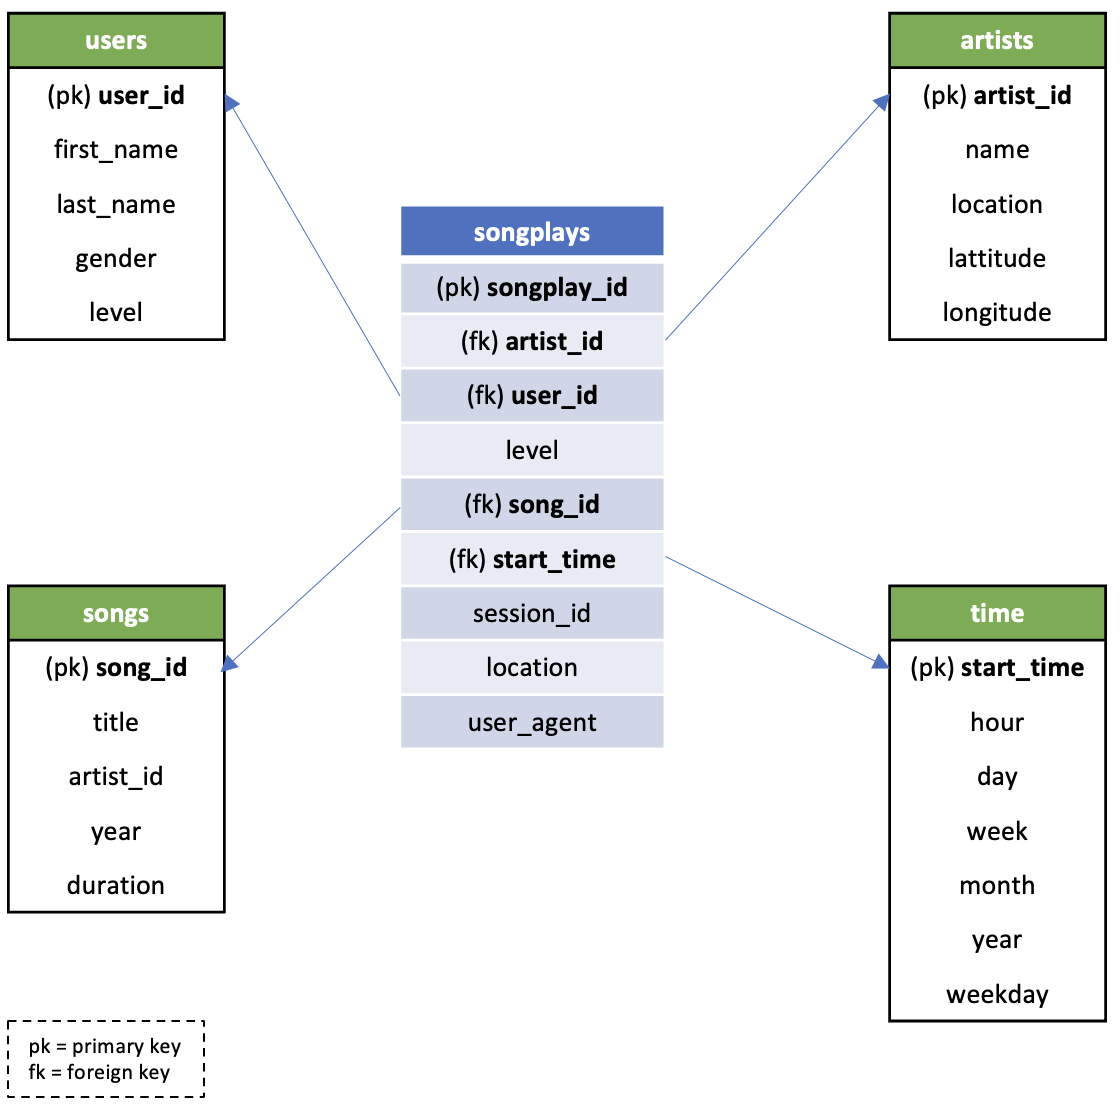 users
(pk) user_id
first_name
last_name
gender
level
artists
(pk) artist_id
name
location
lattitude
longitude
songplays
(pk) songplay_id
(fk) artist_id
(fk) user_id
level
(fk) song_id
(fk) start_time
session_id
location
user_agent
songs
(pk) song_id
title
artist_id
year
duration
time
(pk) start_time
hour
day
week
month
year
weekday
pk = primary key
fk = foreign key